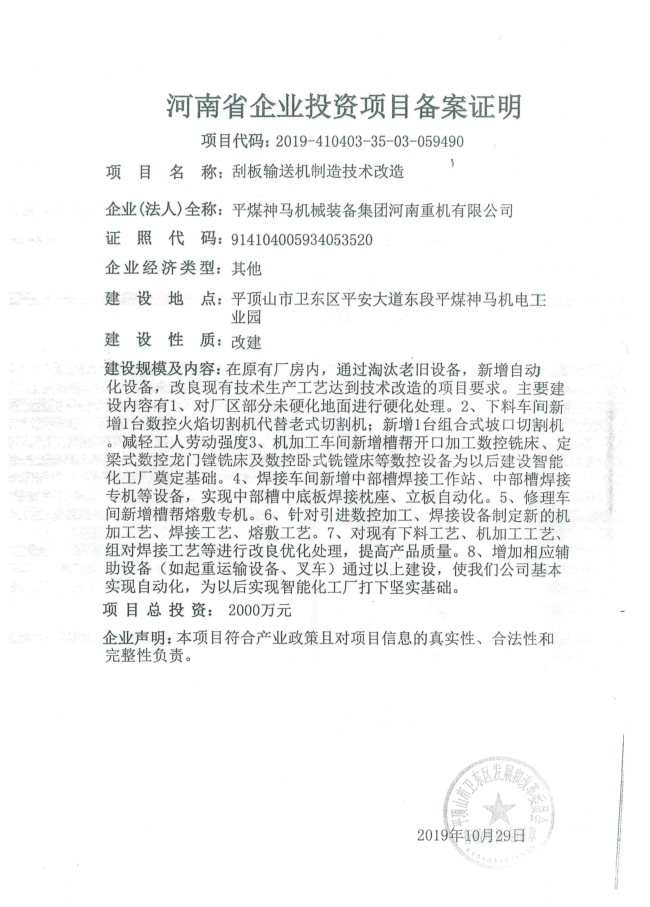 河南省企业投资项目备案证明
项目代码：2019-410403-35-03-059490
项目名称：刮板输送机制造技术改造
企业(法人)全称：平煤神马机械装备集团河南重机有限公司
证照代码：914104005934053520
企业经济类型：其他
建设地点：平顶山市卫东区平安大道东段平煤神马机电工
业园
建设性质：改建
建设规模及内容：在原有厂房内，通过淘汰老旧设备，新增自动
化设备，改良现有技术生产工艺达到技术改造的项目要求。主要建
设内容有1、对厂区部分未硬化地面进行硬化处理。2、下料车间新
增1台数控火焰切割机代替老式切割机；新增1台组合式坡口切割机
。减轻工人劳动强度3、机加工车间新增槽帮开口加工数控铣床、定
梁式数控龙门镗铣床及数控卧式铣镗床等数控设备为以后建设智能
化工厂奠定基础。4、焊接车间新增中部槽焊接工作站、中部槽焊接
专机等设备，实现中部槽中底板焊接枕座、立板自动化。5、修理车
间新增槽帮熔敷专机。6、针对引进数控加工、焊接设备制定新的机
加工艺、焊接工艺、熔敷工艺。7、对现有下料工艺、机加工工艺、
组对焊接工艺等进行改良优化处理，提高产品质量。8、增加相应辅
助设备（如起重运输设备、叉车）通过以上建设，使我们公司基本
实现自动化，为以后实现智能化工厂打下坚实基础。
项目总投资：2000万元
企业声明：本项目符合产业政策且对项目信息的真实性、合法性和
完整性负责。
平顶山市卫东区发展和改革委员会
2019年10月29日